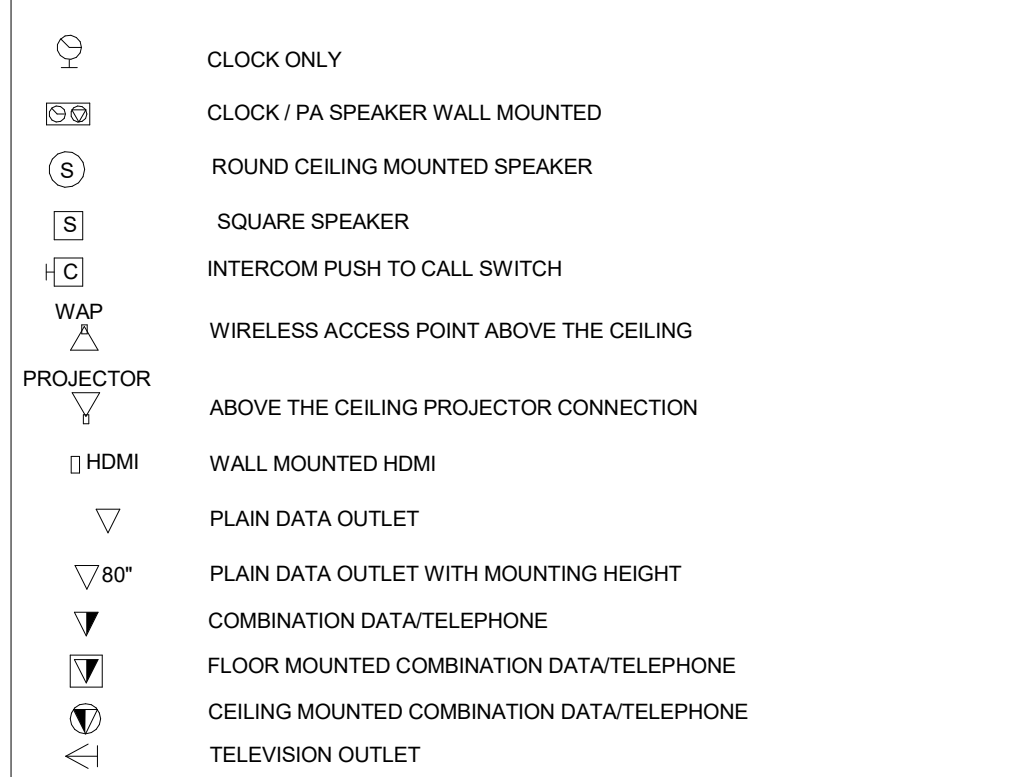 CLOCK ONLY
CLOCK / PA SPEAKER WALL MOUNTED
S ROUND CEILING MOUNTED SPEAKER
S SQUARE SPEAKER
C INTERCOM PUSH TO CALL SWITCH
WAP
WIRELESS ACCESS POINT ABOVE THE CEILING
PROJECTOR
ABOVE THE CEILING PROJECTOR CONNECTION
HDMI WALL MOUNTED HDMI
PLAIN DATA OUTLET
80" PLAIN DATA OUTLET WITH MOUNTING HEIGHT
COMBINATION DATA/TELEPHONE
FLOOR MOUNTED COMBINATION DATA/TELEPHONE
CEILING MOUNTED COMBINATION DATA/TELEPHONE
TELEVISION OUTLET